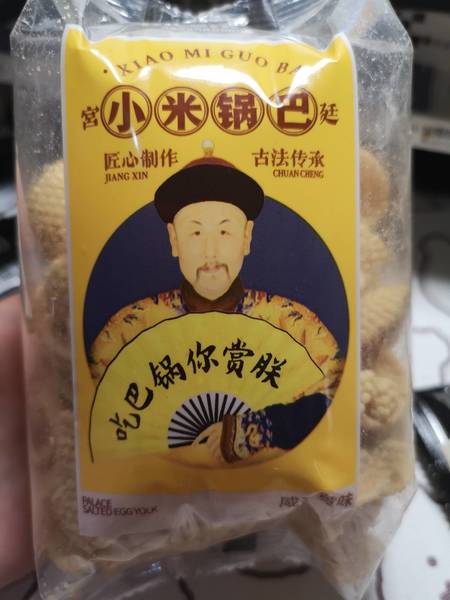 · XIAO MI GUO BA
宫 小米锅巴 廷
匠心制作 古法传承
JIANG XIN CHUAN CHENG
朕赏你锅巴吃
PALACE
SALTED EGG YOLK
味